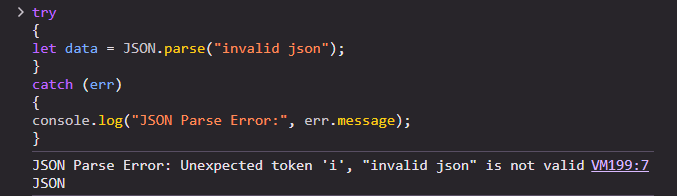 > try
{
let data = JSON.parse("invalid json");
}
catch (err)
{
console.log("JSON Parse Error:", err.message);
}
JSON Parse Error: Unexpected token 'i', "invalid json" is not valid VM199:7
JSON